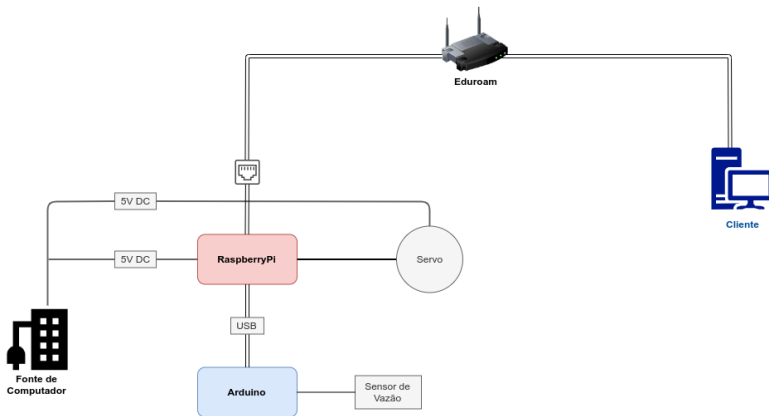 Eduroam
5V DC
Cliente
5V DC
RaspberryPi
Servo
USB
Fonte de
Computador
Arduino
Sensor de
Vazão